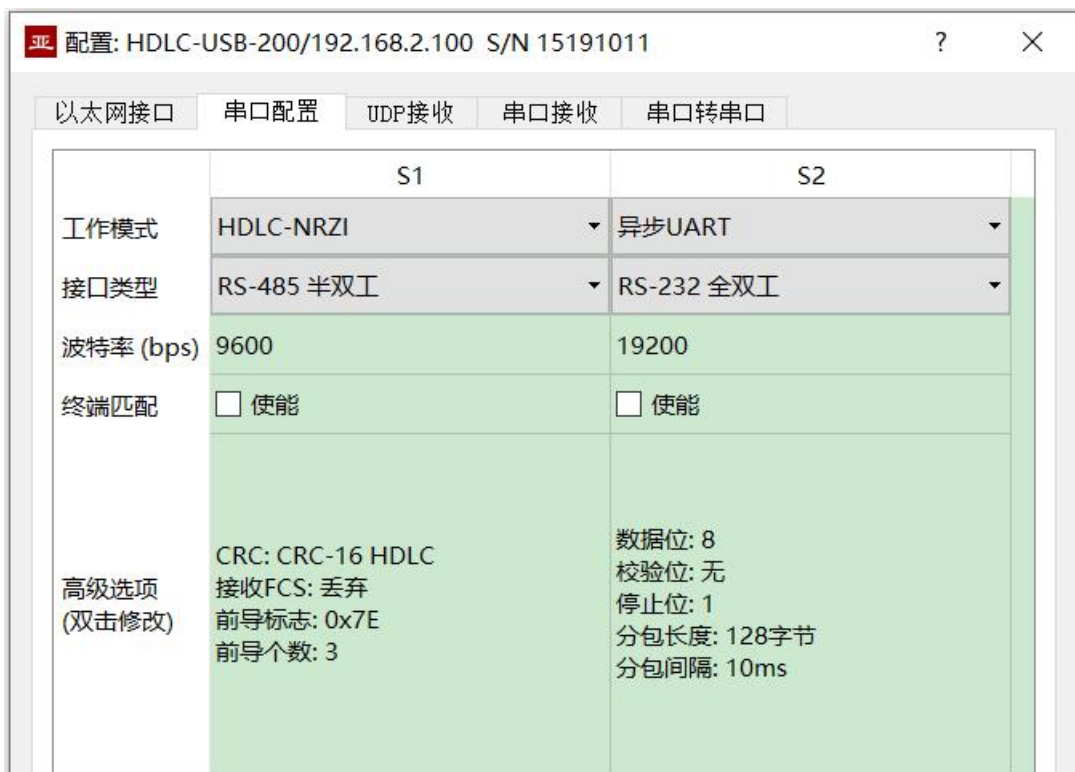 亚 配置: HDLC-USB-200/192.168.2.100 S/N 15191011 ?
以太网接口 串口配置 UDP接收 串口接收 串口转串口
S1 S2
工作模式 HDLC-NRZI 异步UART
接口类型 RS-485 半双工 RS-232 全双工
波特率 (bps) 9600 19200
终端匹配 使能 使能
高级选项
(双击修改)
CRC: CRC-16 HDLC
接收FCS: 丢弃
前导标志: 0x7E
前导个数: 3
数据位: 8
校验位: 无
停止位: 1
分包长度: 128字节
分包间隔: 10ms